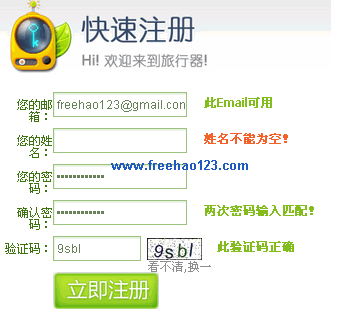 快速注册
Hi! 欢迎来到旅行器!
您的邮箱： freehao123@gmail.con 此Email可用
您的姓名： 姓名不能为空!
www.freehao123.com
您的密码： ••••••••••••
确认密码： •••••••••••• 两次密码输入匹配!
验证码： 9sbl 9sbl 此验证码正确
看不清,换一
立即注册